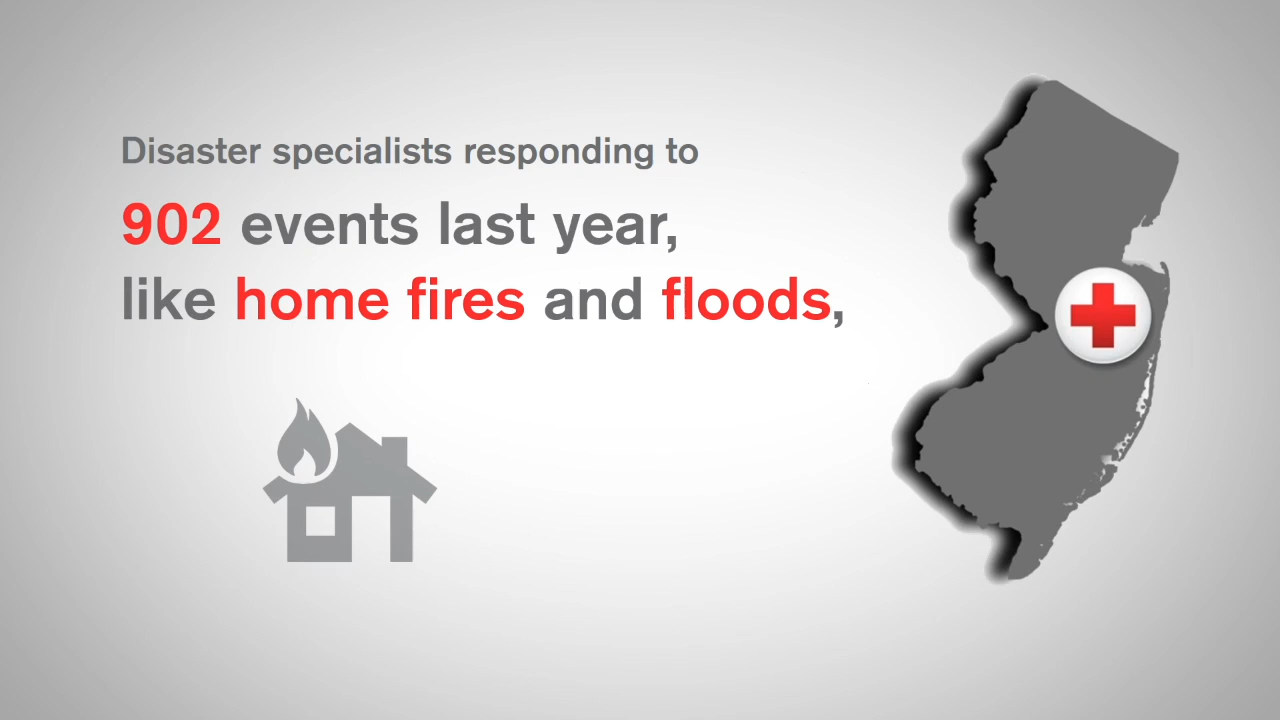 Disaster specialists responding to
902 events last year,
like home fires and floods,